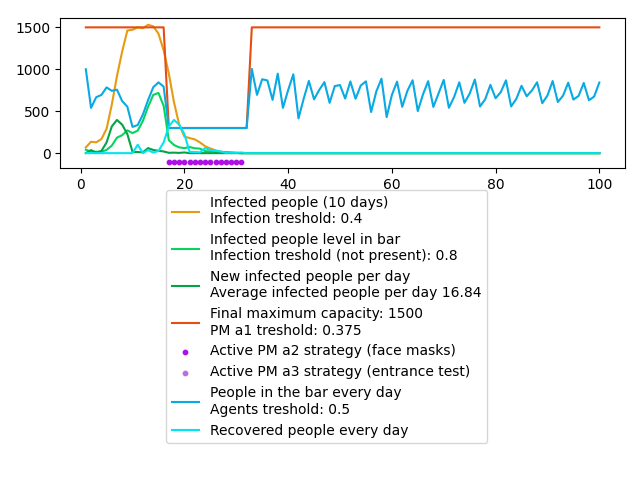 1500
1000
500
0
0 20 40 60 80 100
Infected people (10 days)
Infection treshold: 0.4
Infected people level in bar
Infection treshold (not present): 0.8
New infected people per day
Average infected people per day 16.84
Final maximum capacity: 1500
PM a1 treshold: 0.375
Active PM a2 strategy (face masks)
Active PM a3 strategy (entrance test)
People in the bar every day
Agents treshold: 0.5
Recovered people every day